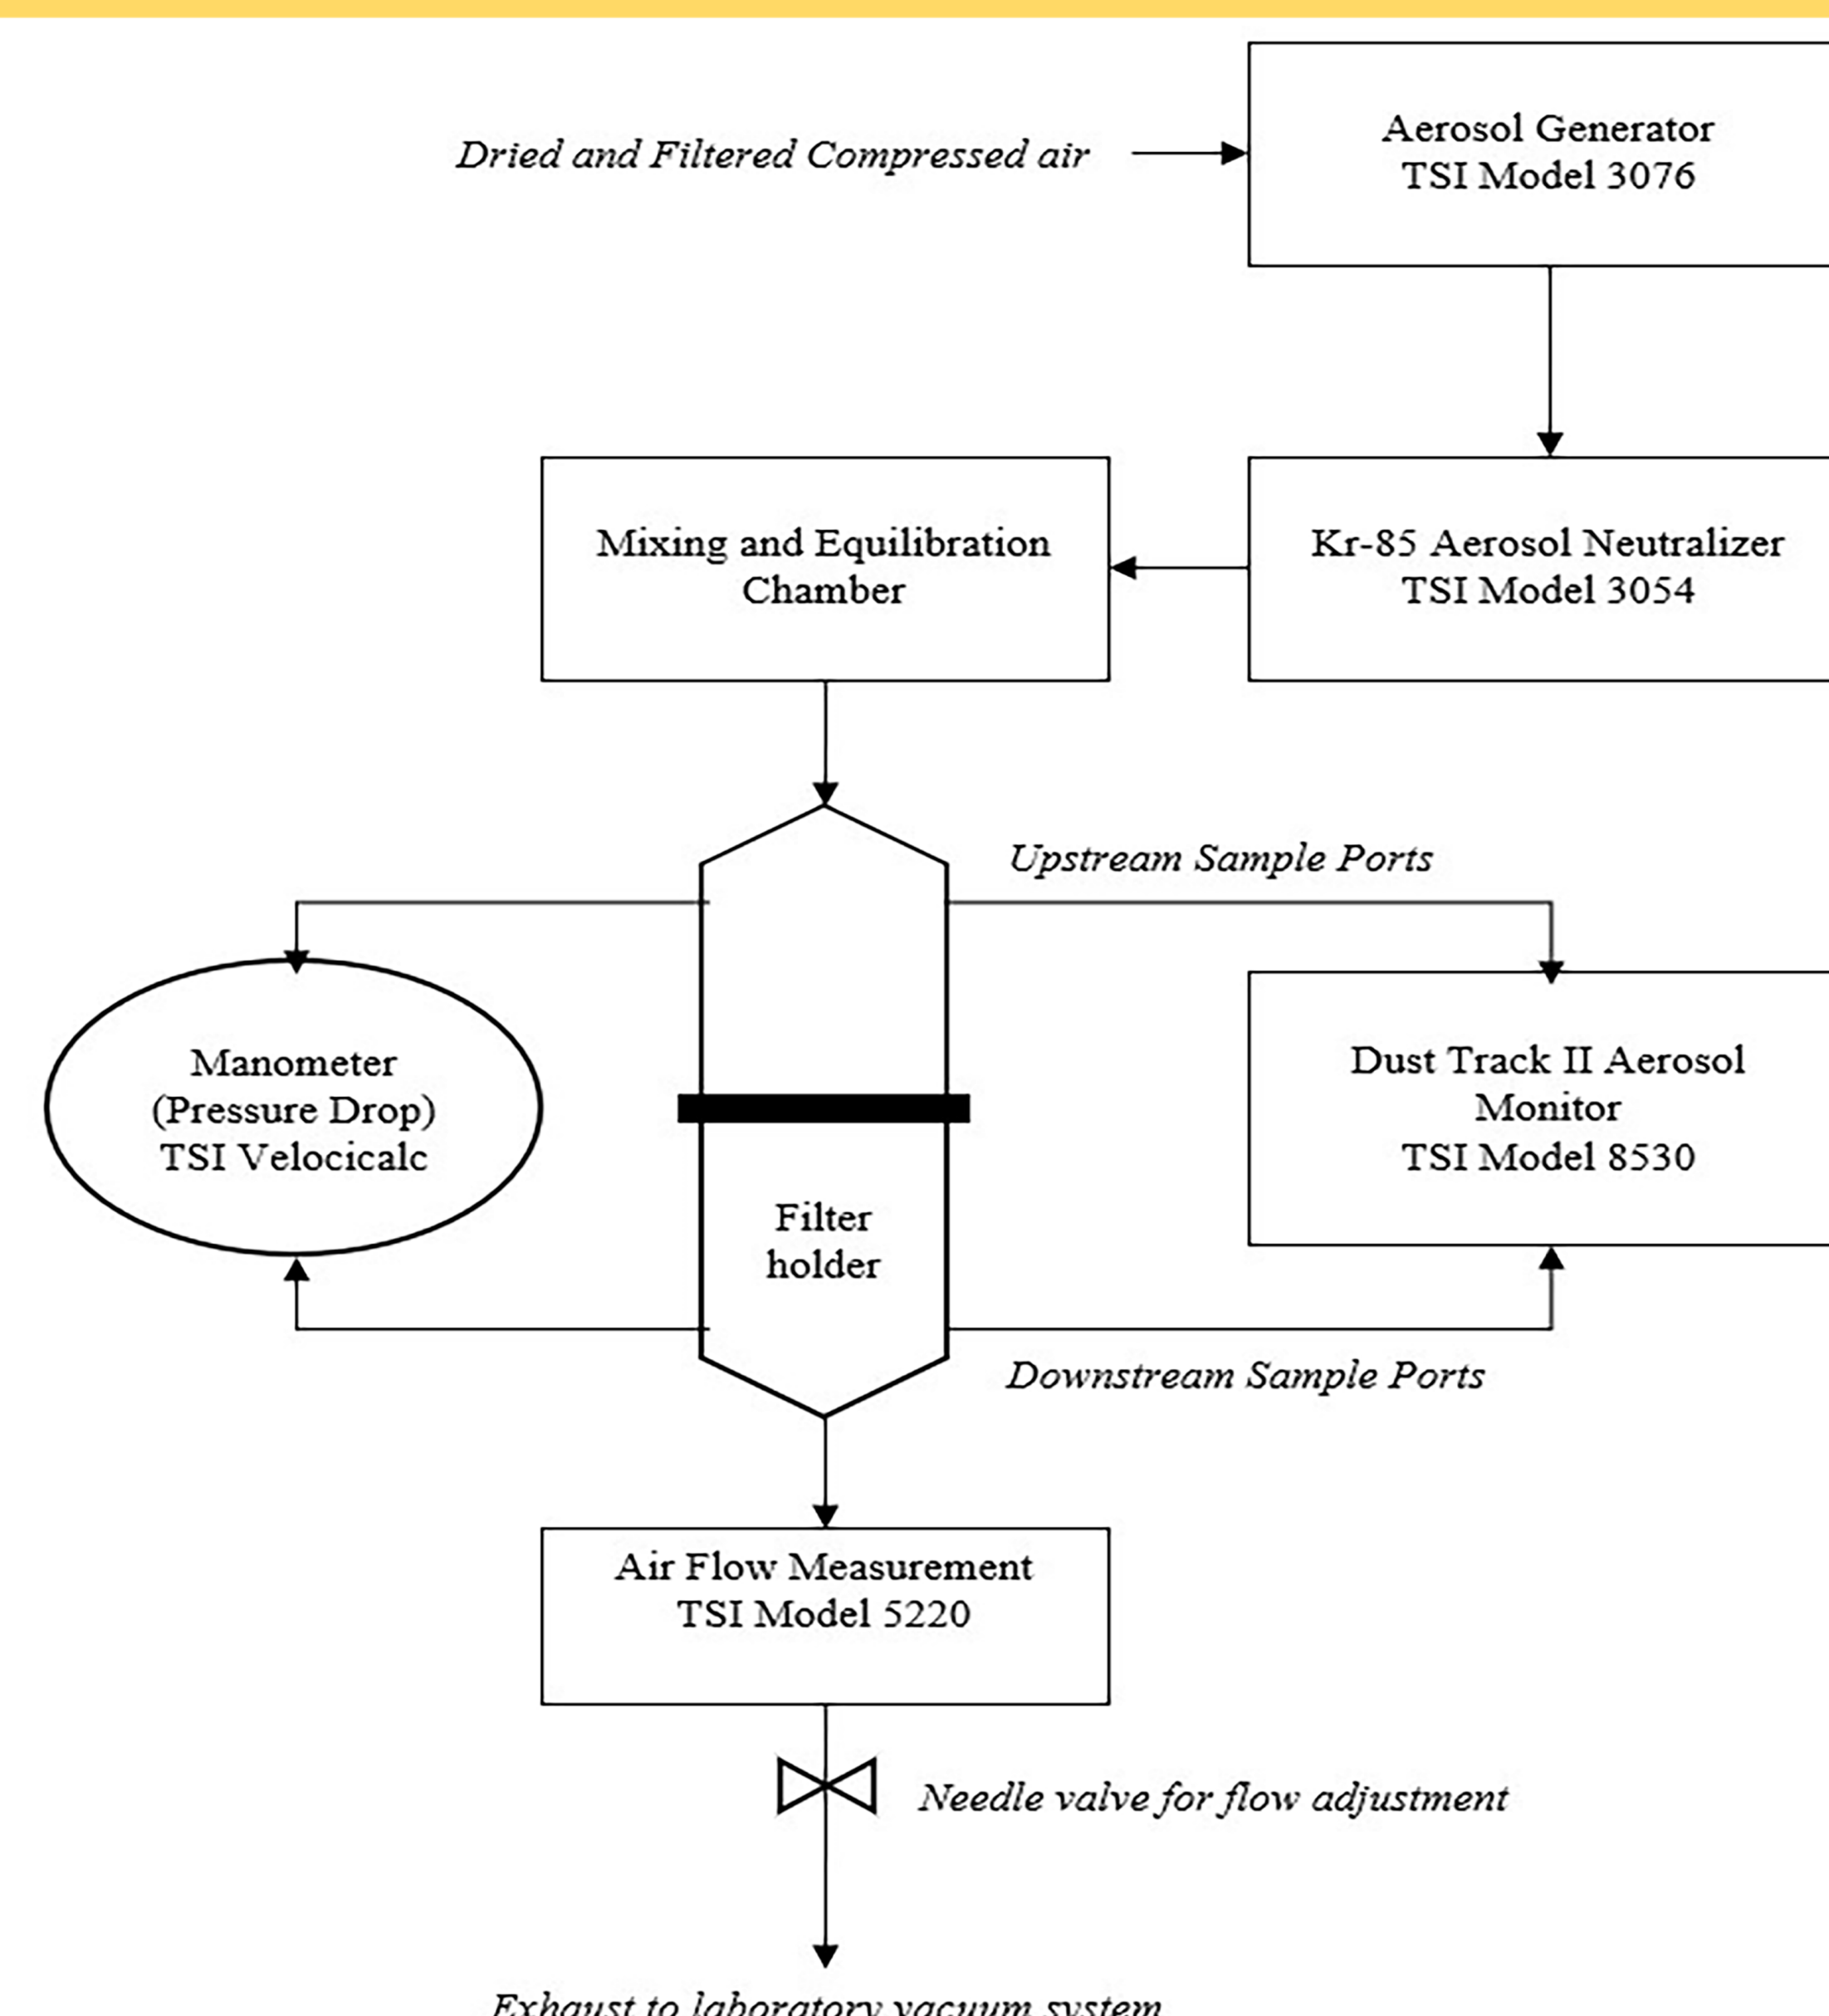 Dried and Filtered Compressed air
Aerosol Generator
TSI Model 3076
Mixing and Equilibration
Chamber
Kr-85 Aerosol Neutralizer
TSI Model 3054
Upstream Sample Ports
Manometer
(Pressure Drop)
TSI Velocicalc
Dust Track II Aerosol
Monitor
TSI Model 8530
Filter
holder
Downstream Sample Ports
Air Flow Measurement
TSI Model 5220
Needle valve for flow adjustment
Exhaust to laboratory vacuum system